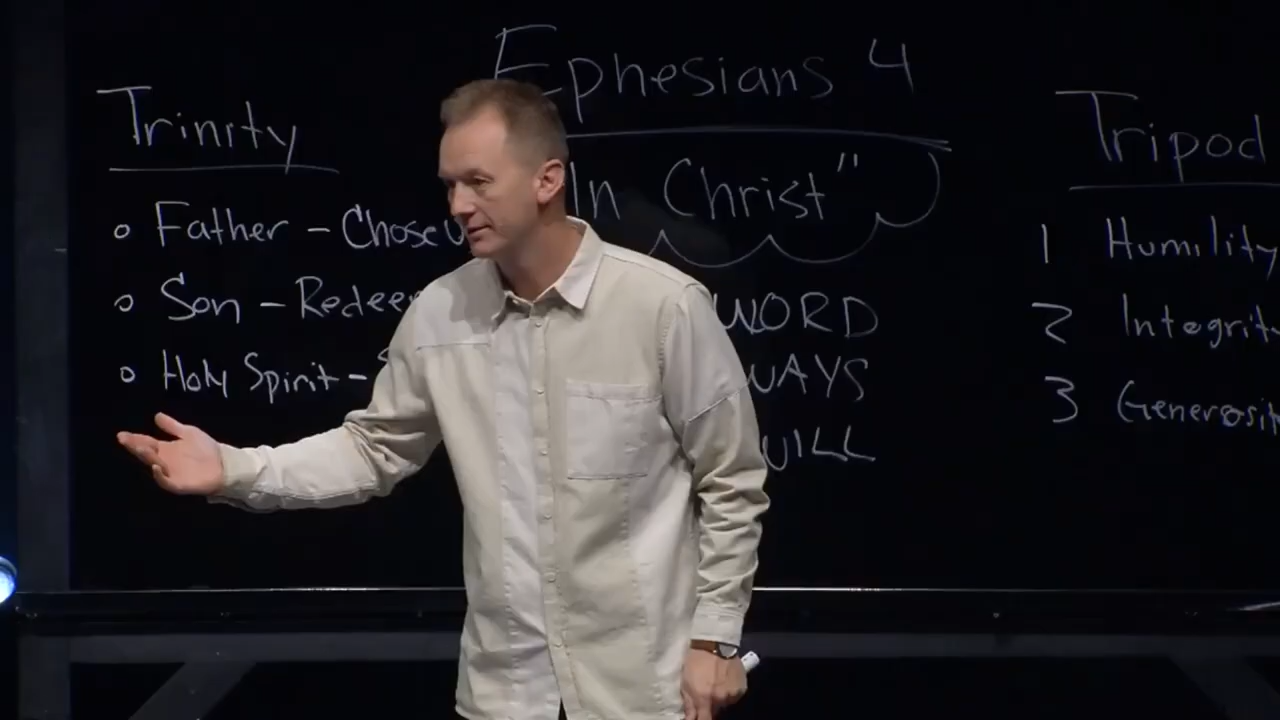 Trinity
Father - Chose
Son - Redee
Holy Spirit -
Ephesians 4
In Christ"
WORD
WAYS
WILL
Tripod
1 Humility
2 Integrit
3 Generosit